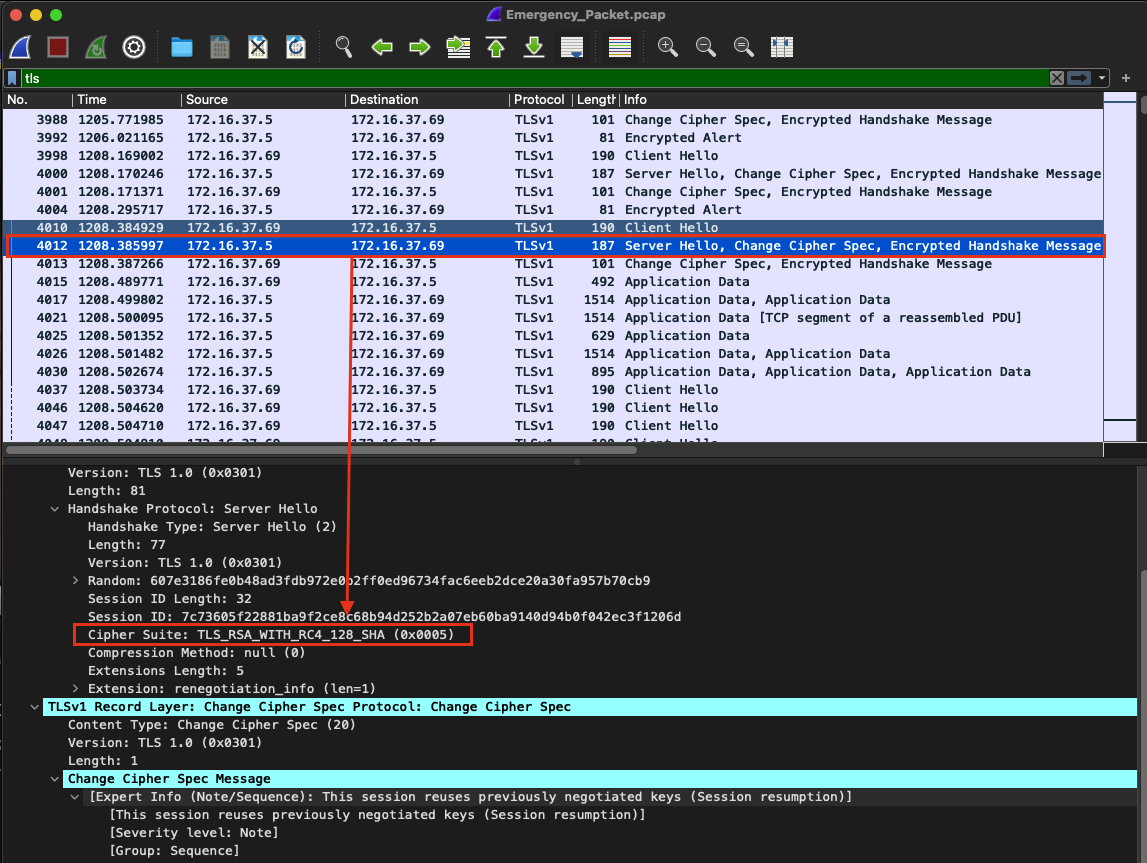 Emergency_Packet.pcap
tls
No. Time Source Destination Protocol Length Info
3988 1205.771985 172.16.37.5 172.16.37.69 TLSv1 101 Change Cipher Spec, Encrypted Handshake Message
3992 1206.021165 172.16.37.5 172.16.37.69 TLSv1 81 Encrypted Alert
3998 1208.169002 172.16.37.69 172.16.37.5 TLSv1 190 Client Hello
4000 1208.170246 172.16.37.5 172.16.37.69 TLSv1 187 Server Hello, Change Cipher Spec, Encrypted Handshake Message
4001 1208.171371 172.16.37.69 172.16.37.5 TLSv1 101 Change Cipher Spec, Encrypted Handshake Message
4004 1208.295717 172.16.37.5 172.16.37.69 TLSv1 81 Encrypted Alert
4010 1208.384929 172.16.37.69 172.16.37.5 TLSv1 190 Client Hello
4012 1208.385997 172.16.37.5 172.16.37.69 TLSv1 187 Server Hello, Change Cipher Spec, Encrypted Handshake Message
4013 1208.387266 172.16.37.69 172.16.37.5 TLSv1 101 Change Cipher Spec, Encrypted Handshake Message
4015 1208.489771 172.16.37.69 172.16.37.5 TLSv1 492 Application Data
4017 1208.499802 172.16.37.5 172.16.37.69 TLSv1 1514 Application Data, Application Data
4021 1208.500095 172.16.37.5 172.16.37.69 TLSv1 1514 Application Data [TCP segment of a reassembled PDU]
4025 1208.501352 172.16.37.5 172.16.37.69 TLSv1 629 Application Data
4026 1208.501482 172.16.37.5 172.16.37.69 TLSv1 1514 Application Data, Application Data
4030 1208.502674 172.16.37.5 172.16.37.69 TLSv1 895 Application Data, Application Data, Application Data
4037 1208.503734 172.16.37.69 172.16.37.5 TLSv1 190 Client Hello
4046 1208.504620 172.16.37.69 172.16.37.5 TLSv1 190 Client Hello
4047 1208.504710 172.16.37.69 172.16.37.5 TLSv1 190 Client Hello
Version: TLS 1.0 (0x0301)
Length: 81
Handshake Protocol: Server Hello
Handshake Type: Server Hello (2)
Length: 77
Version: TLS 1.0 (0x0301)
Random: 607e3186fe0b48ad3fdb972e0b2ff0ed96734fac6eeb2dce20a30fa957b70cb9
Session ID Length: 32
Session ID: 7c73605f22881ba9f2ce8c68b94d252b2a07eb60ba9140d94b0f042ec3f1206d
Cipher Suite: TLS_RSA_WITH_RC4_128_SHA (0x0005)
Compression Method: null (0)
Extensions Length: 5
Extension: renegotiation_info (len=1)
TLSv1 Record Layer: Change Cipher Spec Protocol: Change Cipher Spec
Content Type: Change Cipher Spec (20)
Version: TLS 1.0 (0x0301)
Length: 1
Change Cipher Spec Message
[Expert Info (Note/Sequence): This session reuses previously negotiated keys (Session resumption)]
[This session reuses previously negotiated keys (Session resumption)]
[Severity level: Note]
[Group: Sequence]